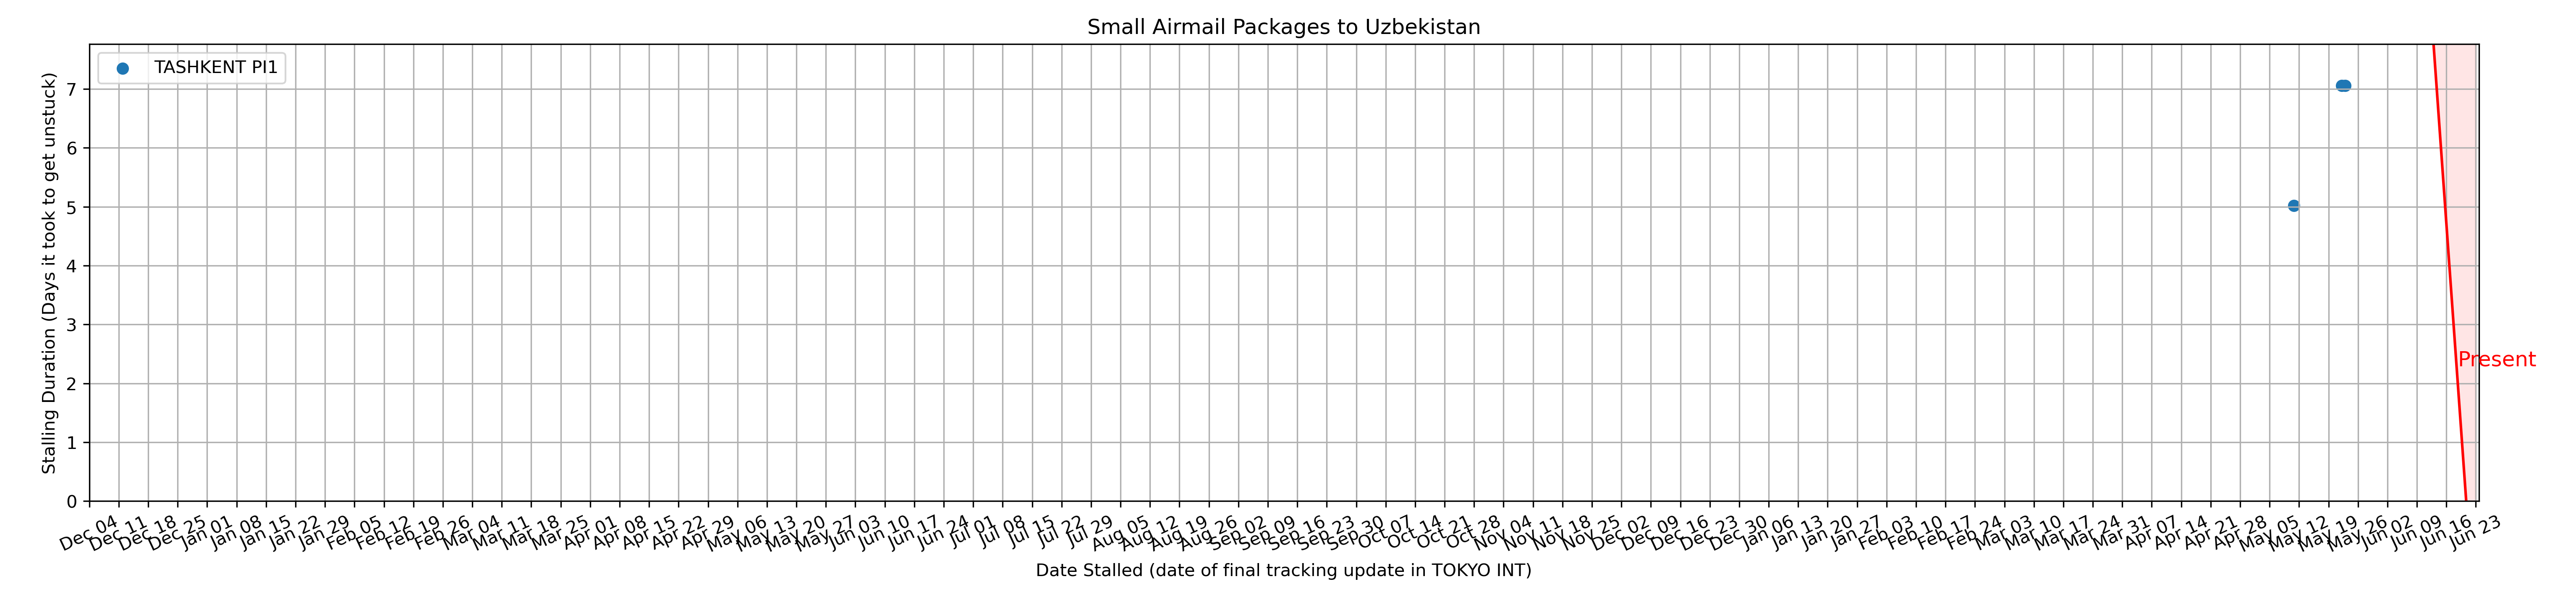 Small Airmail Packages to Uzbekistan
TASHKENT PI1
Stalling Duration (Days it took to get unstuck)
7
6
5
4
3
2
1
0
Present
Dec 04
Dec 11
Dec 18
Dec 25
Jan 01
Jan 08
Jan 15
Jan 22
Jan 29
Feb 05
Feb 12
Feb 19
Feb 26
Mar 04
Mar 11
Mar 18
Mar 25
Apr 01
Apr 08
Apr 15
Apr 22
Apr 29
May 06
May 13
May 20
May 27
Jun 03
Jun 10
Jun 17
Jun 24
Jul 01
Jul 08
Jul 15
Jul 22
Jul 29
Aug 05
Aug 12
Aug 19
Aug 26
Sep 02
Sep 09
Sep 16
Sep 23
Sep 30
Oct 07
Oct 14
Oct 21
Oct 28
Nov 04
Nov 11
Nov 18
Nov 25
Dec 02
Dec 09
Dec 16
Dec 23
Dec 30
Jan 06
Jan 13
Jan 20
Jan 27
Feb 03
Feb 10
Feb 17
Feb 24
Mar 03
Mar 10
Mar 17
Mar 24
Mar 31
Apr 07
Apr 14
Apr 21
Apr 28
May 05
May 12
May 19
May 26
Jun 02
Jun 09
Jun 16
Jun 23
Date Stalled (date of final tracking update in TOKYO INT)